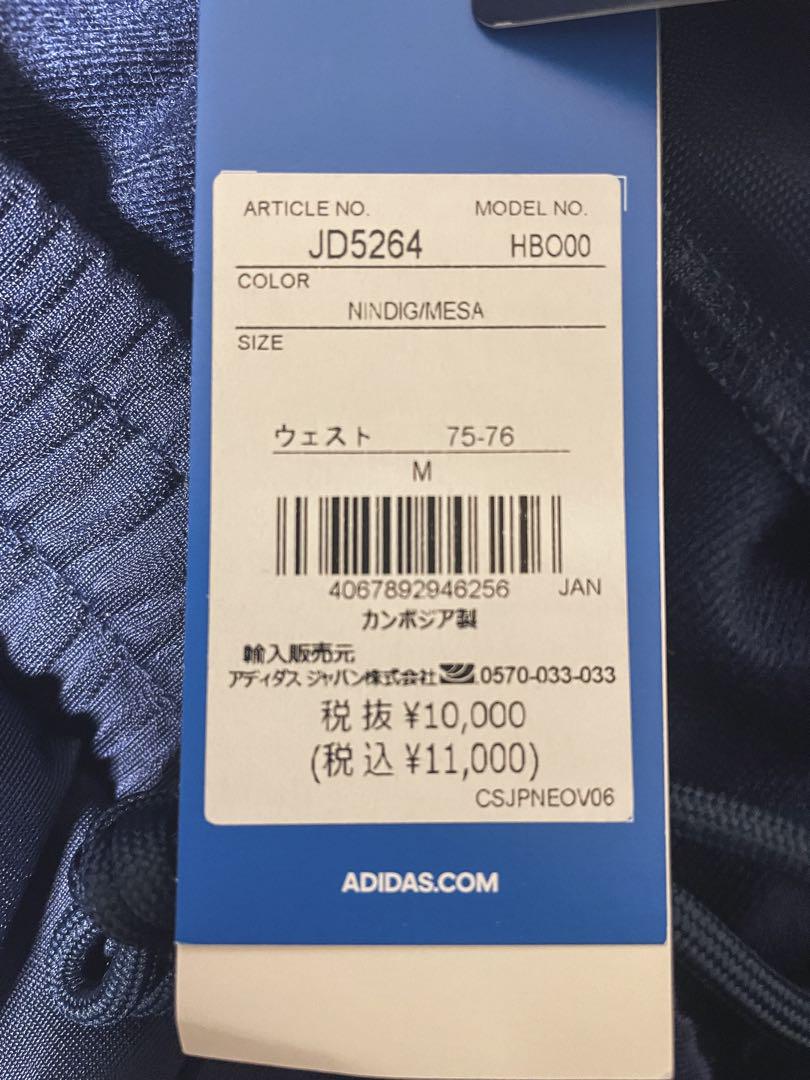 ARTICLE NO. MODEL NO.
JD5264 HBO00
COLOR
NINDIG/MESA
SIZE
ウェスト 75-76
M
4067892946256 JAN
カンボジア製
輸入販売元
アディダス ジャパン株式会社 0570-033-033
税抜 ¥10,000
(税込 ¥11,000)
CSJPNEOV06
ADIDAS.COM